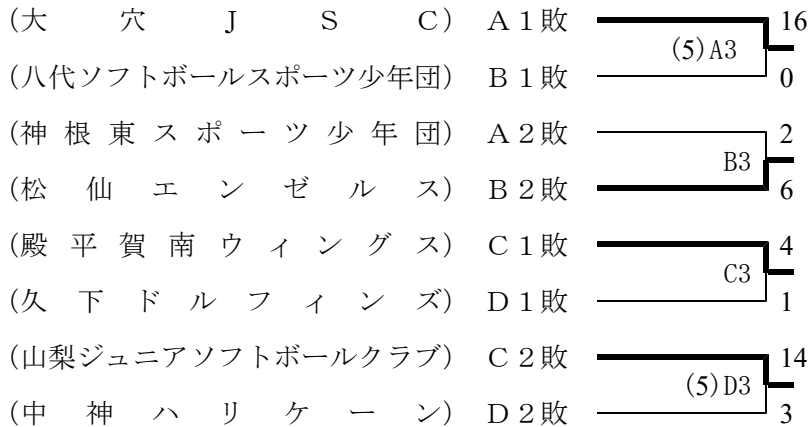 (大穴JSC) A1敗 16
(5)A3
(八代ソフトボールスポーツ少年団) B1敗 0
(神根東スポーツ少年団) A2敗 2
B3
(松仙エンゼルス) B2敗 6
(殿平賀南ウィングス) C1敗 4
C3
(久下ドルフィンズ) D1敗 1
(山梨ジュニアソフトボールクラブ) C2敗 14
(5)D3
(中神ハリケーン) D2敗 3